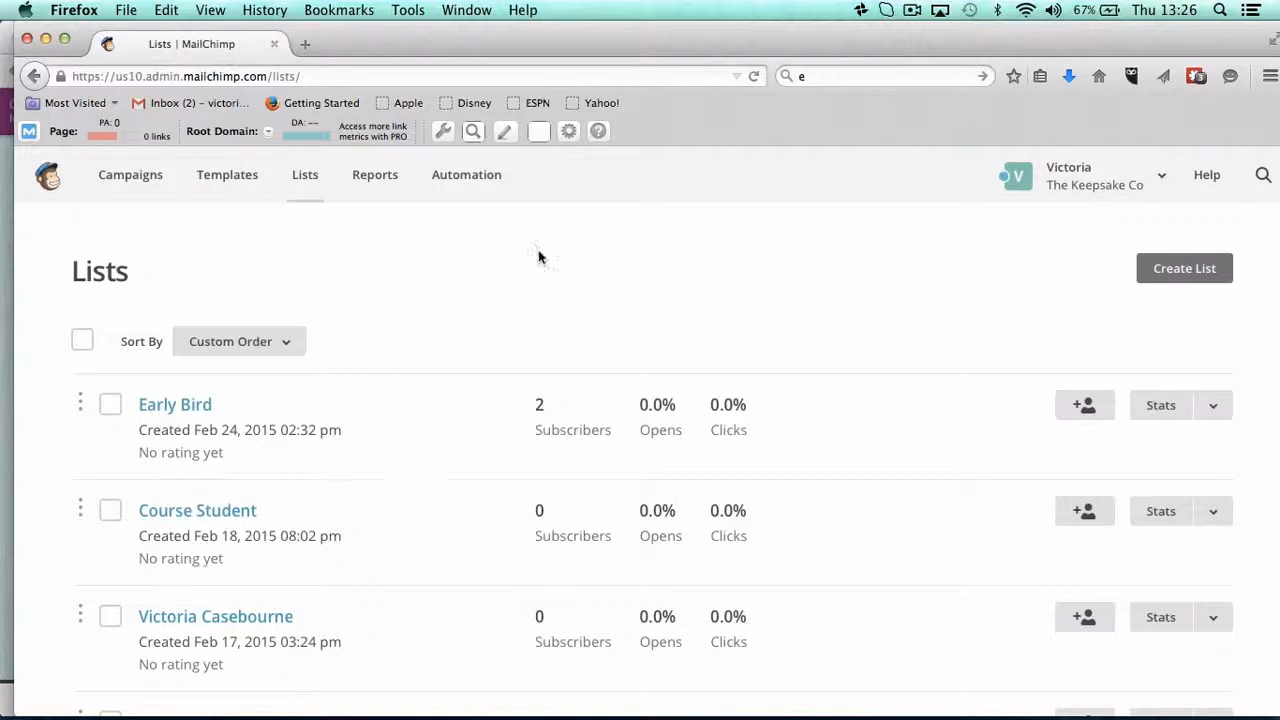 Firefox File Edit View History Bookmarks Tools Window Help 67% Thu 13:26
Lists | MailChimp
https://us10.admin.mailchimp.com/lists/ e
Most Visited Inbox (2) – victori... Getting Started Apple Disney ESPN Yahoo!
Page: PA: 0 0 links Root Domain: DA: -- Access more link metrics with PRO
Campaigns Templates Lists Reports Automation V Victoria Help
The Keepsake Co
Lists Create List
Sort By Custom Order
Early Bird 2 0.0% 0.0% Stats
Created Feb 24, 2015 02:32 pm Subscribers Opens Clicks
No rating yet
Course Student 0 0.0% 0.0% Stats
Created Feb 18, 2015 08:02 pm Subscribers Opens Clicks
No rating yet
Victoria Casebourne 0 0.0% 0.0% Stats
Created Feb 17, 2015 03:24 pm Subscribers Opens Clicks
No rating yet